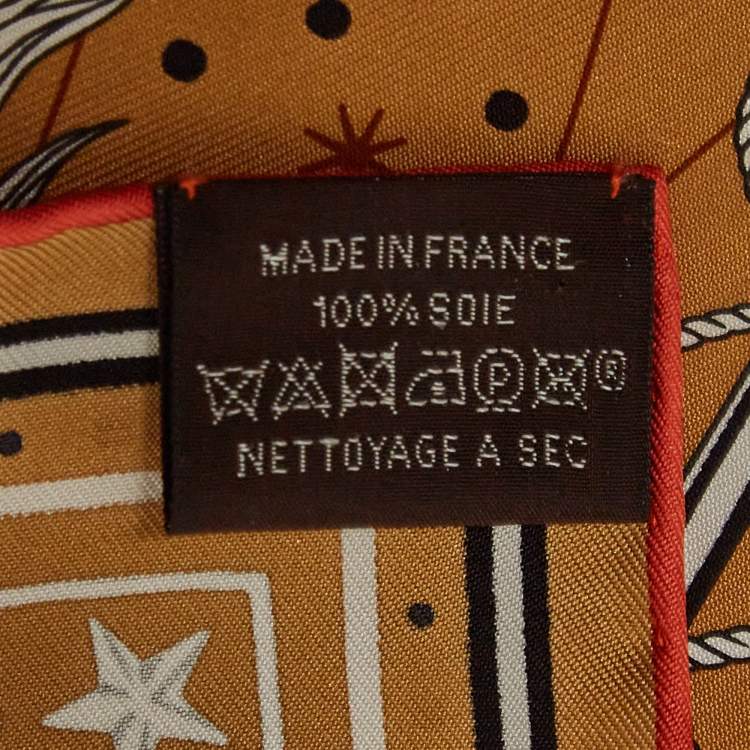 MADE IN FRANCE
100% SOIE
P ®
NETTOYAGE A SEC